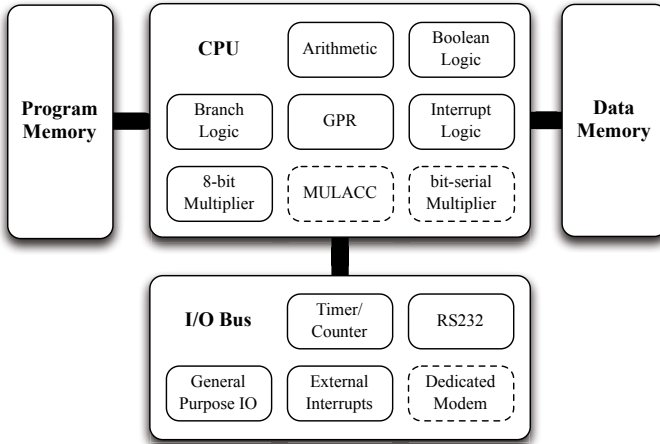 Program
Memory
CPU
Arithmetic
Boolean
Logic
Branch
Logic
GPR
Interrupt
Logic
8-bit
Multiplier
MULACC
bit-serial
Multiplier
Data
Memory
I/O Bus
Timer/
Counter
RS232
General
Purpose IO
External
Interrupts
Dedicated
Modem